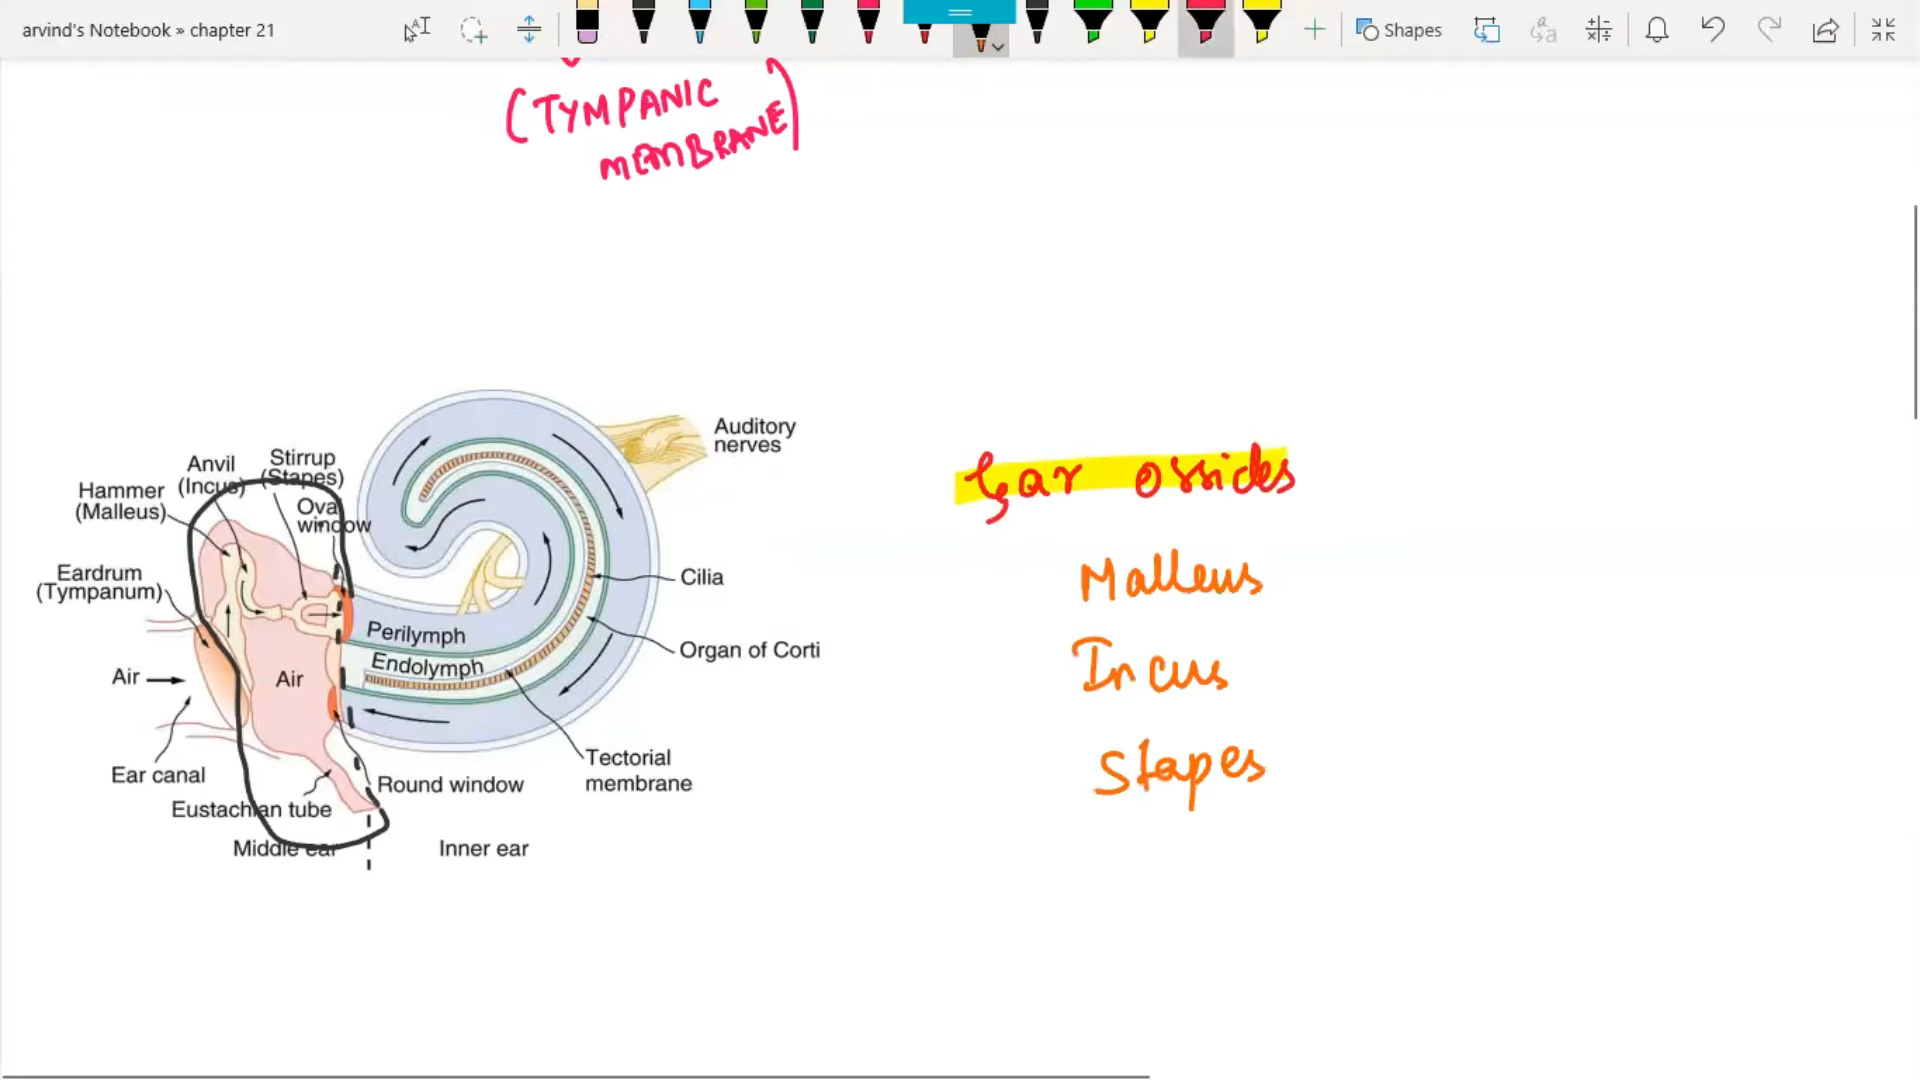 arvind's Notebook » chapter 21
Shapes
(TYMPANIC
MEMBRANE)
Auditory
nerves
Stirrup
(Stapes)
Anvil
(Incus)
Hammer
(Malleus)
Oval
window
Ear ossicles
Malleus
Incus
Stapes
Eardrum
(Tympanum)
Cilia
Perilymph
Endolymph
Organ of Corti
Air
Air
Tectorial
membrane
Ear canal
Round window
Eustachian tube
Middle ear
Inner ear